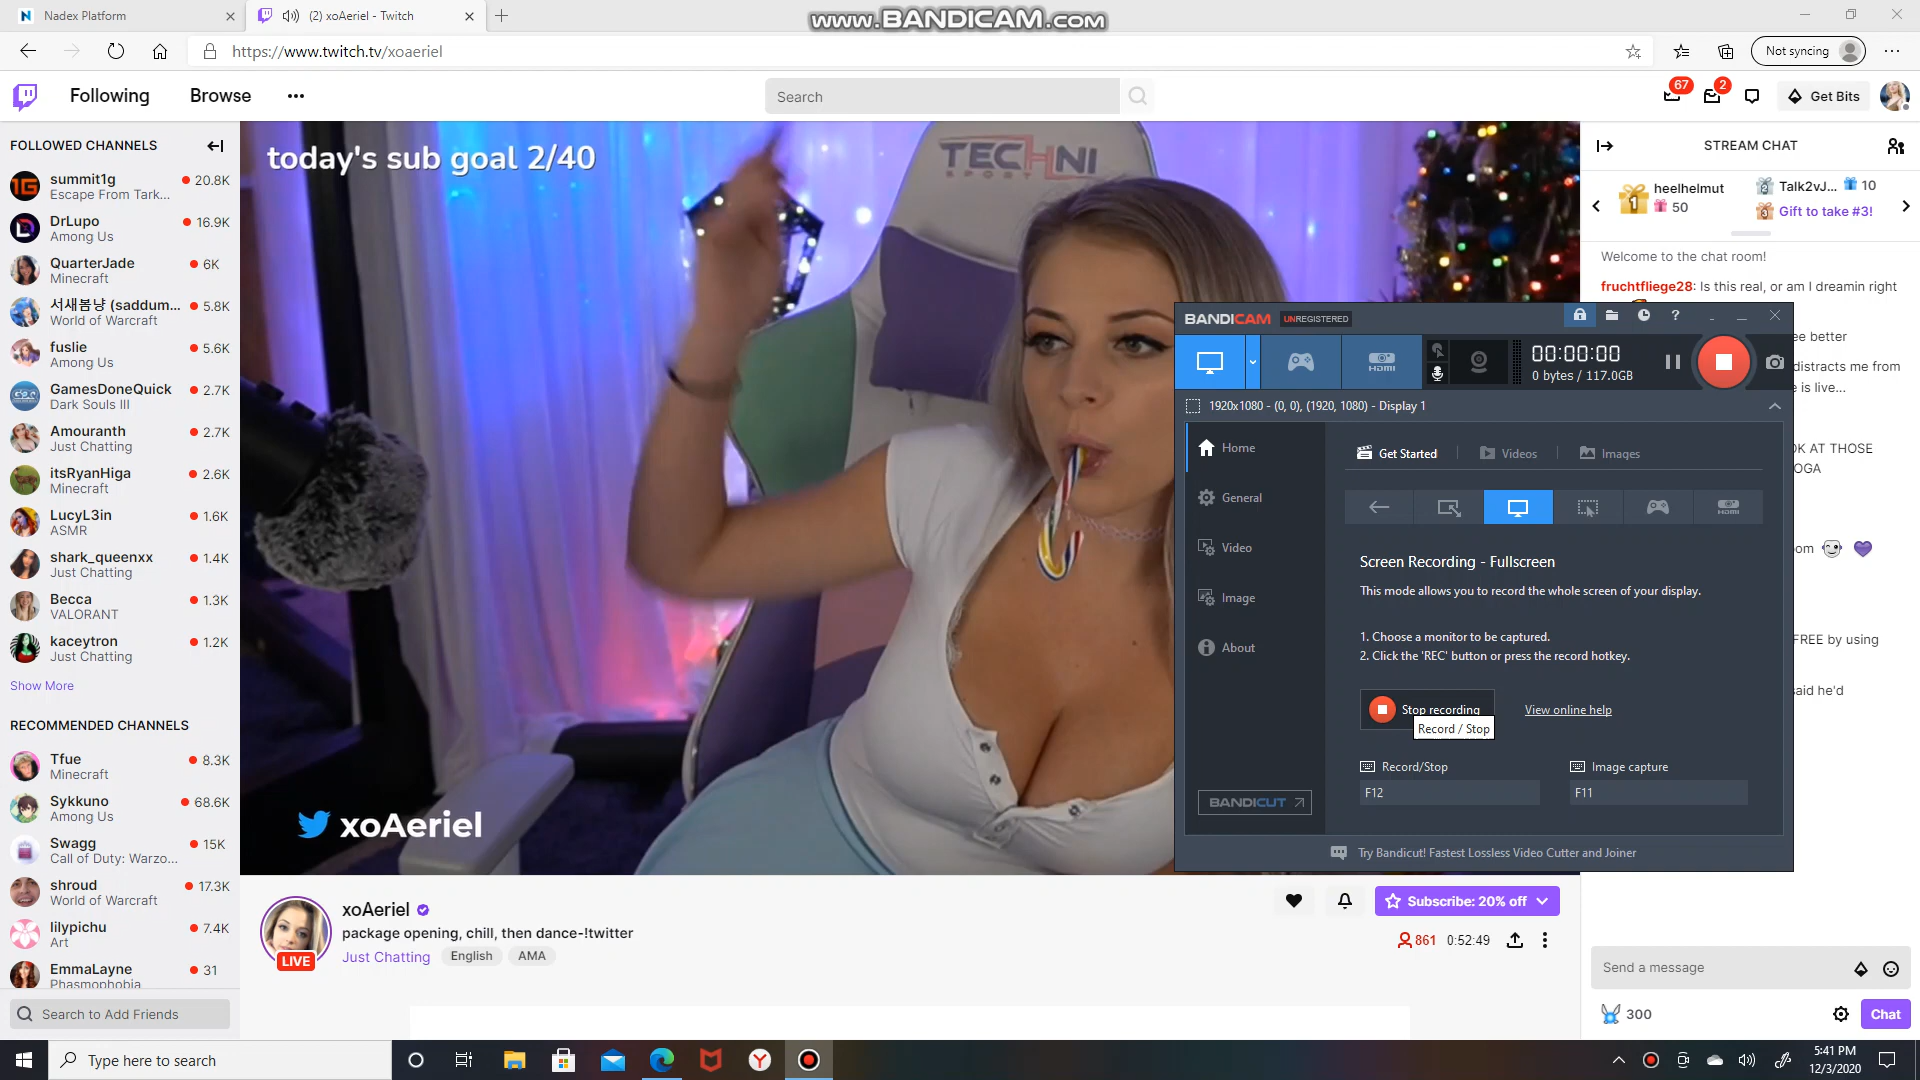 Nadex Platform
(2) xoAeriel - Twitch
www.BANDICAM.com
https://www.twitch.tv/xoaeriel
Not syncing
Following
Browse
Search
67
2
Get Bits
FOLLOWED CHANNELS
summit1g
20.8K
Escape From Tark...
DrLupo
16.9K
Among Us
QuarterJade
6K
Minecraft
서새봄냥 (saddum...
5.8K
World of Warcraft
fuslie
5.6K
Among Us
GamesDoneQuick
2.7K
Dark Souls III
Amouranth
2.7K
Just Chatting
itsRyanHiga
2.6K
Minecraft
LucyL3in
1.6K
ASMR
shark_queenxx
1.4K
Just Chatting
Becca
1.3K
VALORANT
kaceytron
1.2K
Just Chatting
Show More
RECOMMENDED CHANNELS
Tfue
8.3K
Minecraft
Sykkuno
68.6K
Among Us
Swagg
15K
Call of Duty: Warzo...
shroud
17.3K
World of Warcraft
lilypichu
7.4K
Art
EmmaLayne
31
Phasmophobia
Search to Add Friends
today's sub goal 2/40
TECHNI
SPORT
xoAeriel
STREAM CHAT
1
heelhelmut
50
2
Talk2vJ...
10
3
Gift to take #3!
Welcome to the chat room!
fruchtfliege28: Is this real, or am I dreamin right
ee better
distracts me from
e is live...
OK AT THOSE
OGA
om
FREE by using
said he'd
BANDICAM
UNREGISTERED
HDMI
00:00:00
0 bytes / 117.0GB
1920x1080 - (0, 0), (1920, 1080) - Display 1
Home
General
Video
Image
About
BANDICUT
Get Started
Videos
Images
HDMI
Screen Recording - Fullscreen
This mode allows you to record the whole screen of your display.
1. Choose a monitor to be captured.
2. Click the 'REC' button or press the record hotkey.
Stop recording
View online help
Record / Stop
Record/Stop
Image capture
F12
F11
Try Bandicut! Fastest Lossless Video Cutter and Joiner
LIVE
xoAeriel
package opening, chill, then dance-!twitter
Just Chatting
English
AMA
Subscribe: 20% off
861
0:52:49
Send a message
300
Chat
Type here to search
5:41 PM
12/3/2020